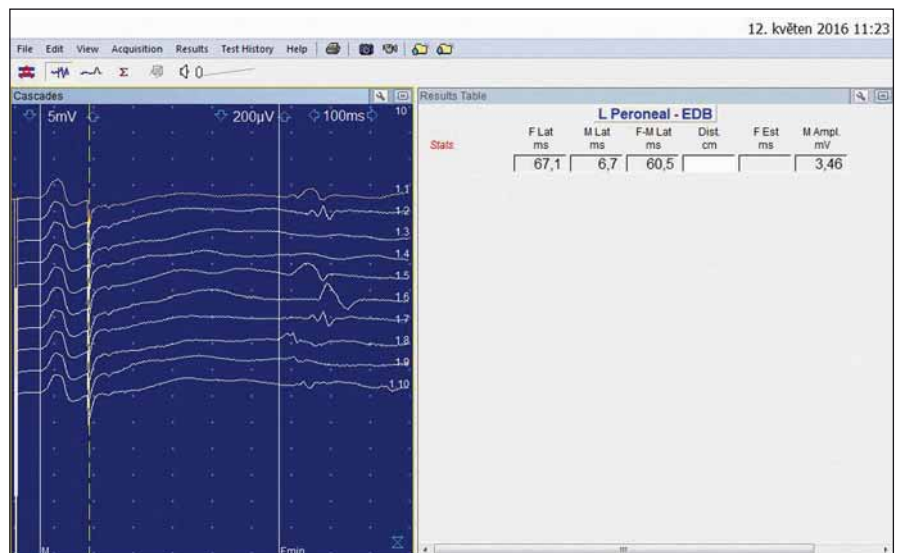 12. květen 2016 11:23
File Edit View Acquisition Results Test History Help
Σ 0
Cascades
5mV 200µV 100ms 10
1.1
1.2
1.3
1.4
1.5
1.6
1.7
1.8
1.9
1.10
M Fmin
Results Table
L Peroneal - EDB
F Lat M Lat F-M Lat Dist. F Est M Ampl.
Stats: ms ms ms cm ms mV
67,1 6,7 60,5 3,46